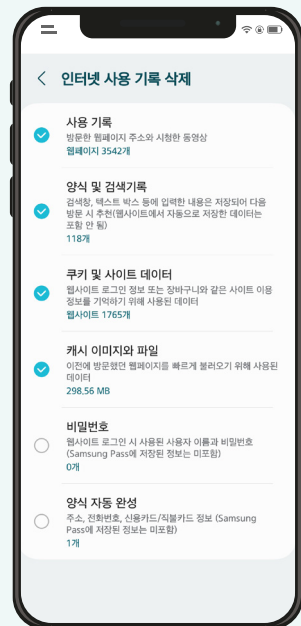 인터넷 사용 기록 삭제
사용 기록
방문한 웹페이지 주소와 시청한 동영상
웹페이지 3542개
양식 및 검색기록
검색창, 텍스트 박스 등에 입력한 내용은 저장되어 다음
방문 시 추천(웹사이트에서 자동으로 저장한 데이터는
포함 안 됨)
118개
쿠키 및 사이트 데이터
웹사이트 로그인 정보 또는 장바구니와 같은 사이트 이용
정보를 기억하기 위해 사용된 데이터
웹사이트 1765개
캐시 이미지와 파일
이전에 방문했던 웹페이지를 빠르게 불러오기 위해 사용된
데이터
298.56 MB
비밀번호
웹사이트 로그인 시 사용된 사용자 이름과 비밀번호
(Samsung Pass에 저장된 정보는 미포함)
0개
양식 자동 완성
주소, 전화번호, 신용카드/직불카드 정보 (Samsung
Pass에 저장된 정보는 미포함)
1개